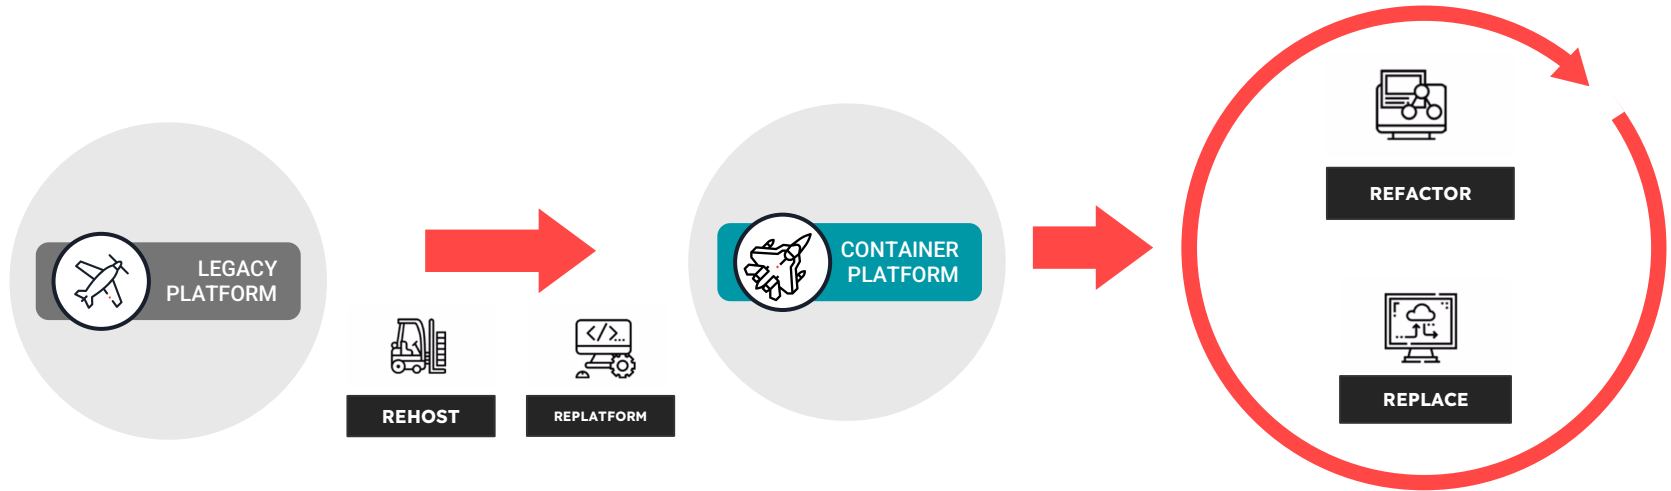 LEGACY
PLATFORM
REHOST
REPLATFORM
CONTAINER
PLATFORM
REFACTOR
REPLACE